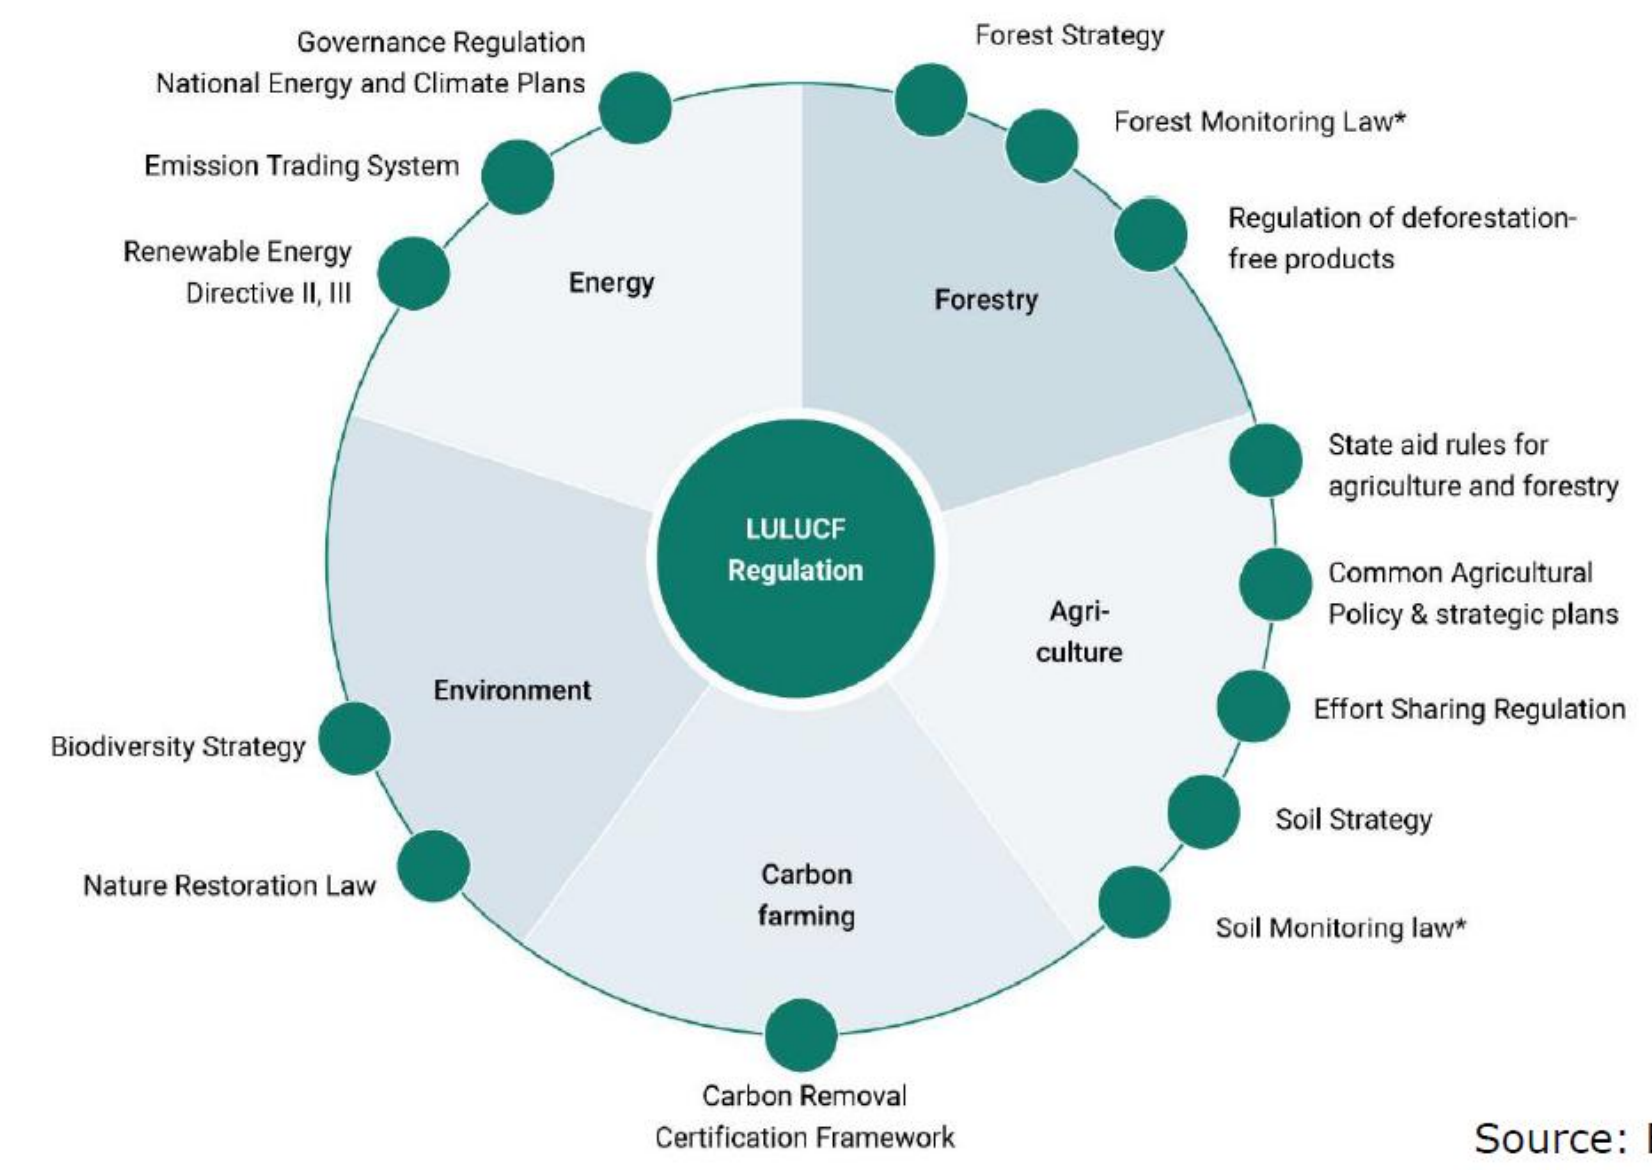 Governance Regulation
National Energy and Climate Plans
Emission Trading System
Renewable Energy
Directive II, III
Energy
Forest Strategy
Forest Monitoring Law*
Regulation of deforestation-
free products
Forestry
State aid rules for
agriculture and forestry
Common Agricultural
Policy & strategic plans
Effort Sharing Regulation
Soil Strategy
Soil Monitoring law*
Agri-
culture
LULUCF
Regulation
Environment
Biodiversity Strategy
Nature Restoration Law
Carbon
farming
Carbon Removal
Certification Framework
Source: